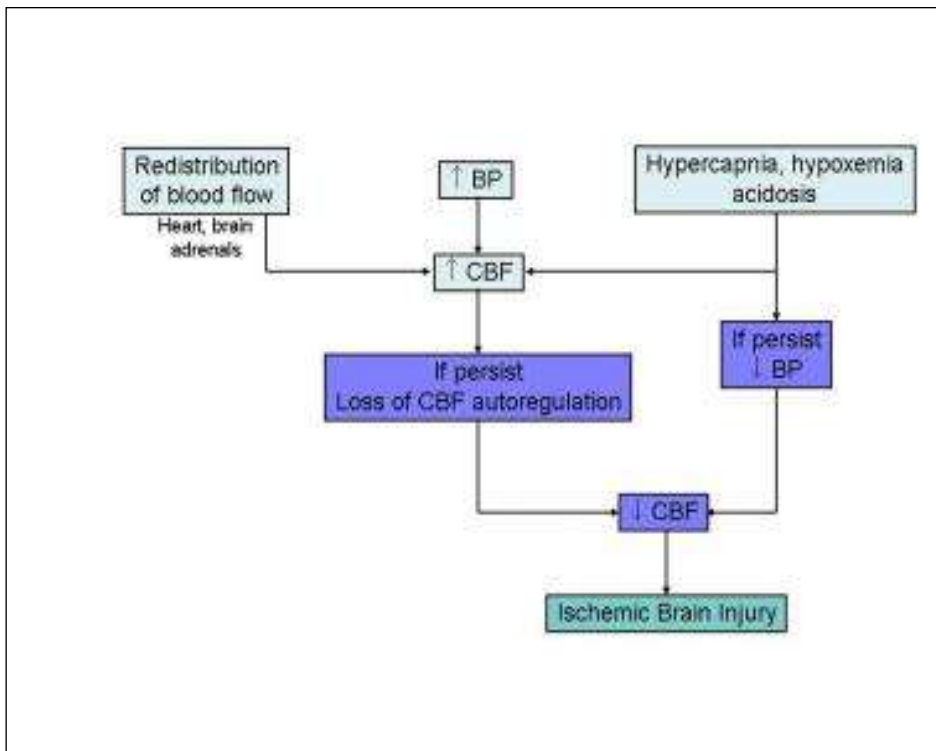 Redistribution
of blood flow
Heart, brain
adrenals
↑ BP
Hypercapnia, hypoxemia
acidosis
↑ CBF
If persist
↓ BP
If persist
Loss of CBF autoregulation
↓ CBF
Ischemic Brain Injury